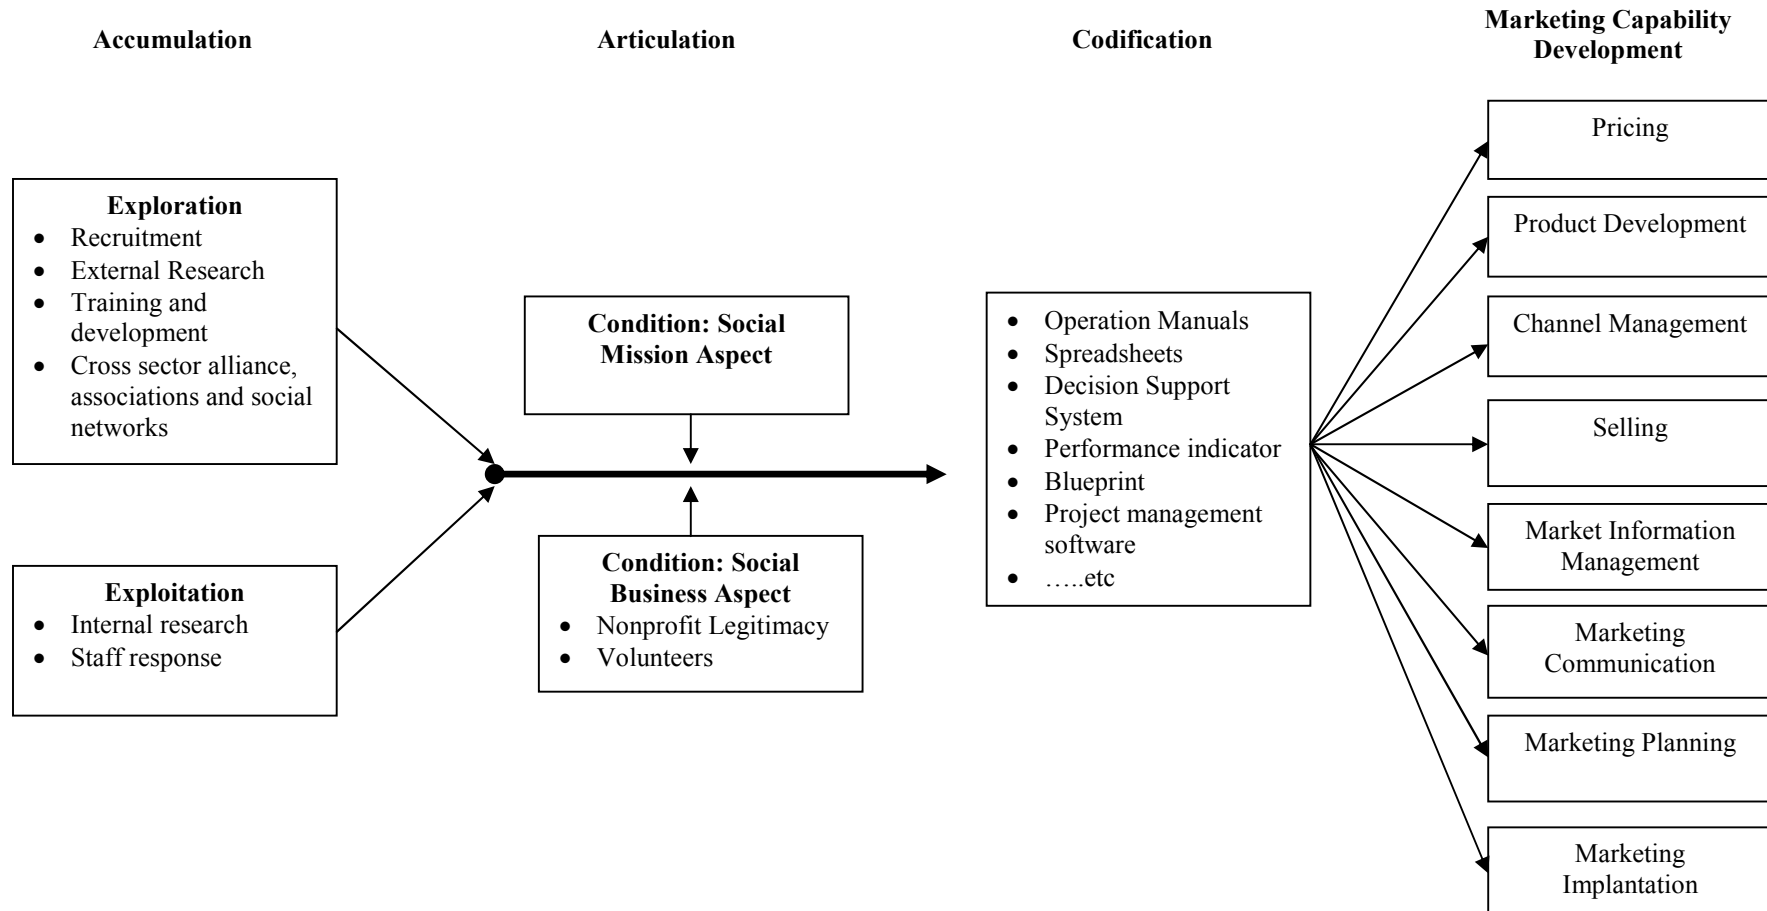 Accumulation
Articulation
Codification
Marketing Capability
Development
Exploration
• Recruitment
• External Research
• Training and
development
• Cross sector alliance,
associations and social
networks
Exploitation
• Internal research
• Staff response
Condition: Social
Mission Aspect
Condition: Social
Business Aspect
• Nonprofit Legitimacy
• Volunteers
• Operation Manuals
• Spreadsheets
• Decision Support
System
• Performance indicator
• Blueprint
• Project management
software
• …..etc
Pricing
Product Development
Channel Management
Selling
Market Information
Management
Marketing
Communication
Marketing Planning
Marketing
Implantation